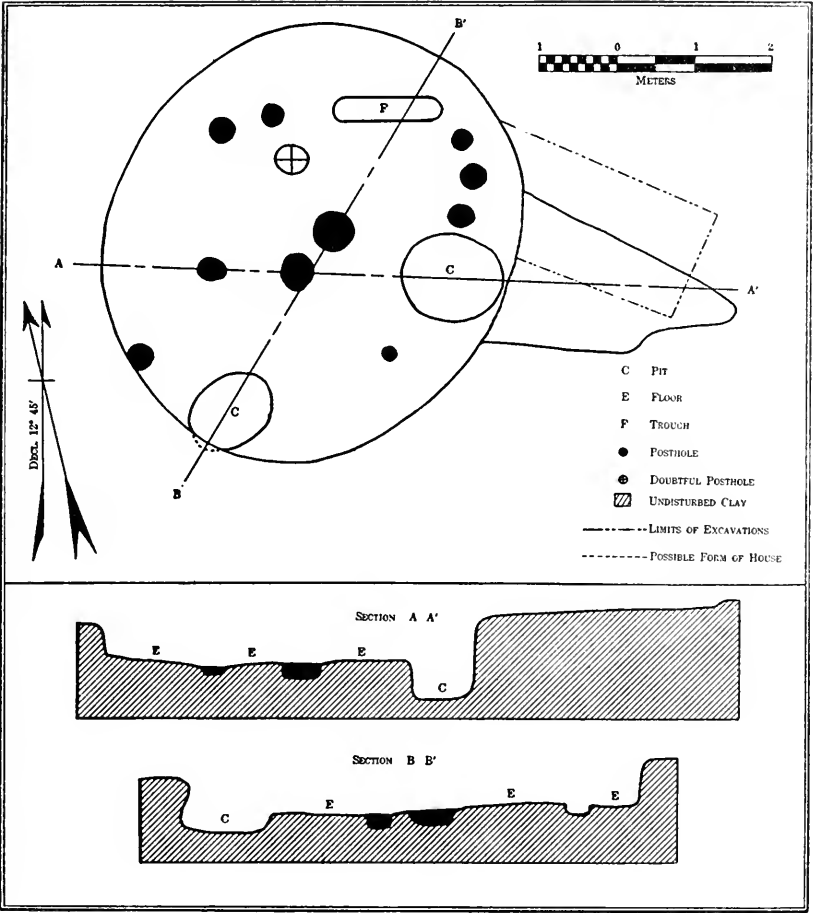 B′
1 0 1 2
METERS
F
A
C
A′
C
B
DECL. 12° 45′
C PIT
E FLOOR
F TROUGH
POSTHOLE
DOUBTFUL POSTHOLE
UNDISTURBED CLAY
LIMITS OF EXCAVATIONS
POSSIBLE FORM OF HOUSE
SECTION A A′
E E E
C
SECTION B B′
E E
C E